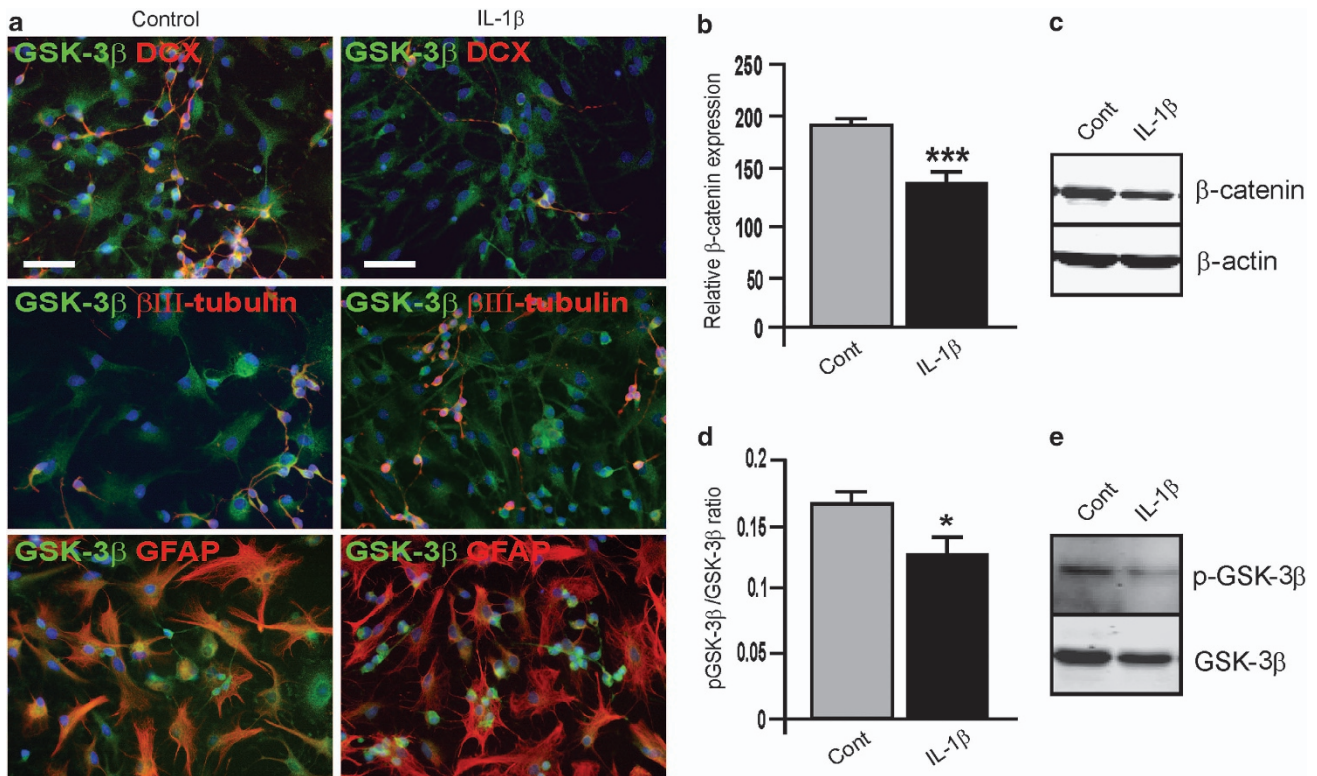 a
Control
IL-1β
GSK-3β DCX
GSK-3β DCX
GSK-3β βIII-tubulin
GSK-3β βIII-tubulin
GSK-3β GFAP
GSK-3β GFAP
b
Relative β-catenin expression
250
200
150
100
50
0
***
Cont
IL-1β
c
Cont
IL-1β
β-catenin
β-actin
d
pGSK-3β/GSK-3β ratio
0.2
0.15
0.1
0.05
0
*
Cont
IL-1β
e
Cont
IL-1β
p-GSK-3β
GSK-3β